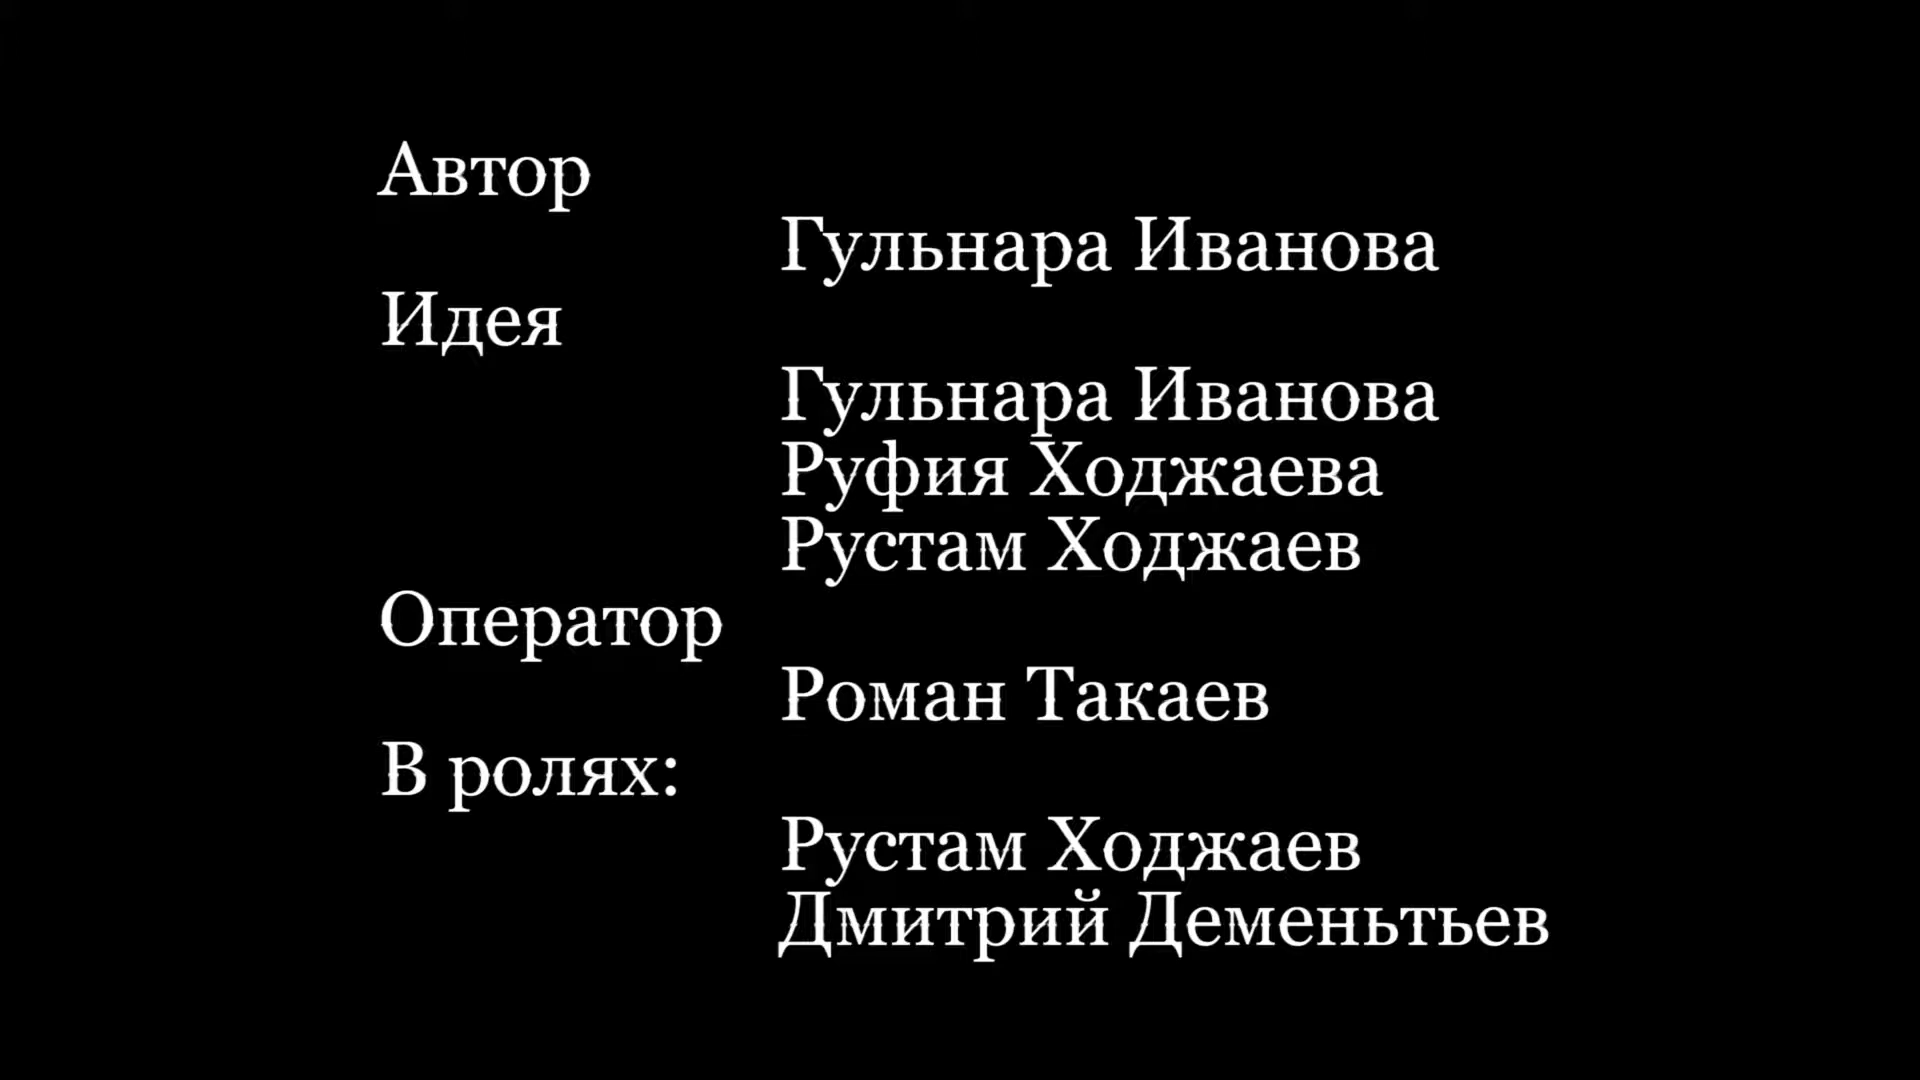 Автор
Гульнара Иванова
Идея
Гульнара Иванова
Руфия Ходжаева
Рустам Ходжаев
Оператор
Роман Такаев
В ролях:
Рустам Ходжаев
Дмитрий Деменьтьев